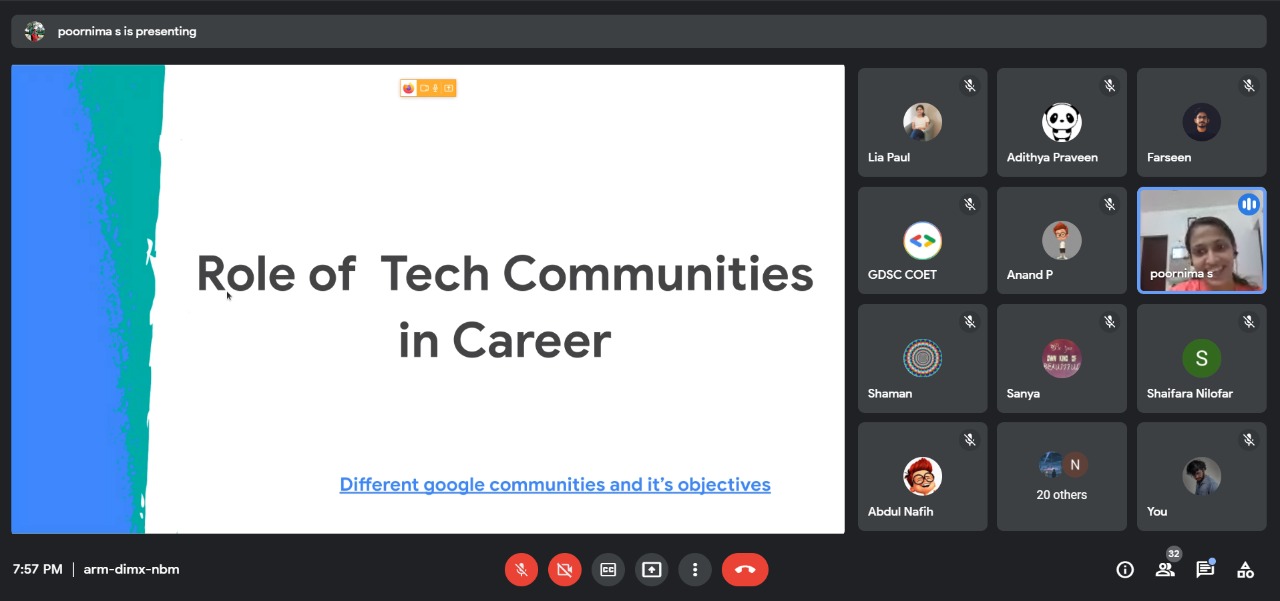 poornima s is presenting
Role of Tech Communities
in Career
Different google communities and it's objectives
Lia Paul
Adithya Praveen
Farseen
GDSC COET
Anand P
poornima s
Shaman
Sanya
S
Shaifara Nilofar
Abdul Nafih
N
20 others
You
7:57 PM | arm-dimx-nbm
CC
32